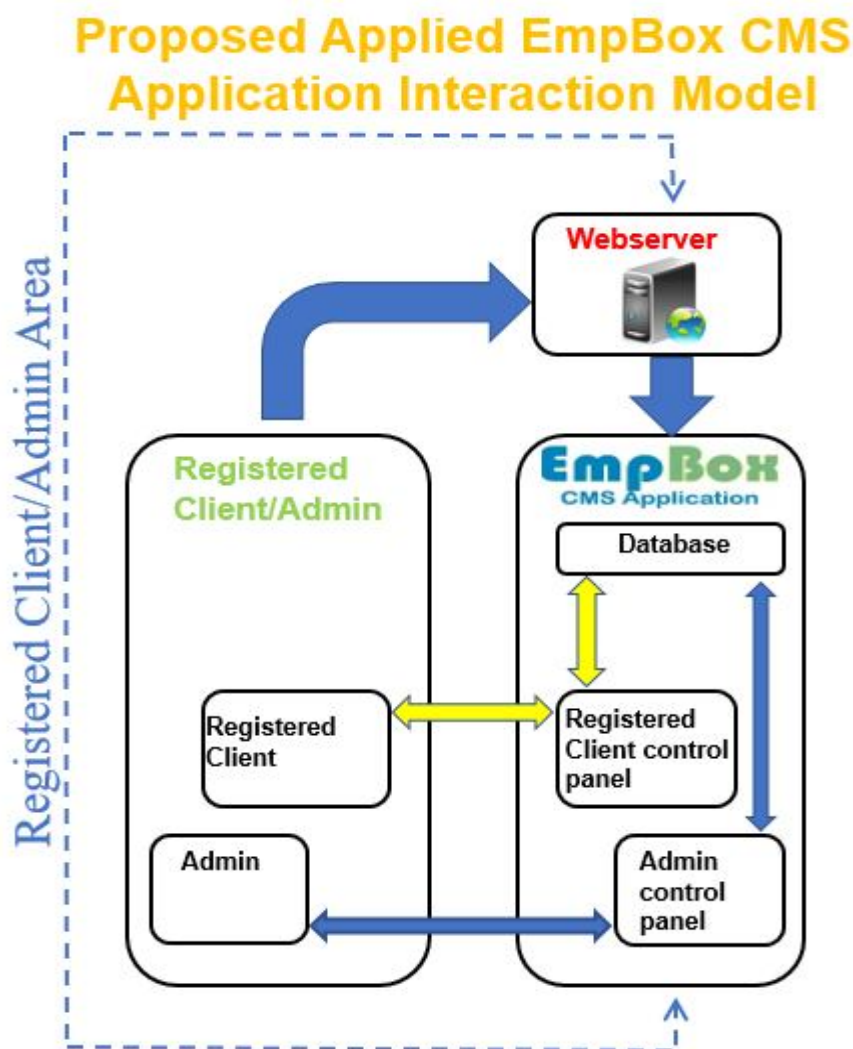 Proposed Applied EmpBox CMS
Application Interaction Model
Registered Client/Admin Area
Webserver
Registered
Client/Admin
EmpBox
CMS Application
Database
Registered
Client
Registered
Client control
panel
Admin
Admin
control
panel